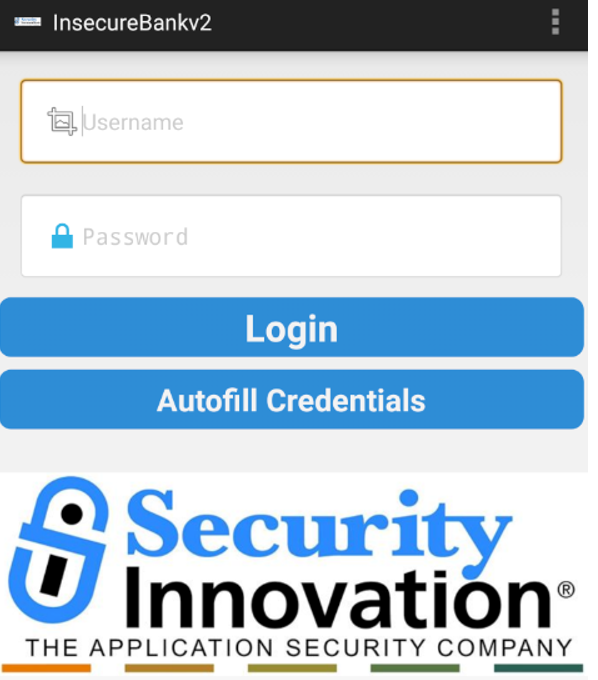 InsecureBankv2
Username
Password
Login
Autofill Credentials
Security
Innovation®
THE APPLICATION SECURITY COMPANY